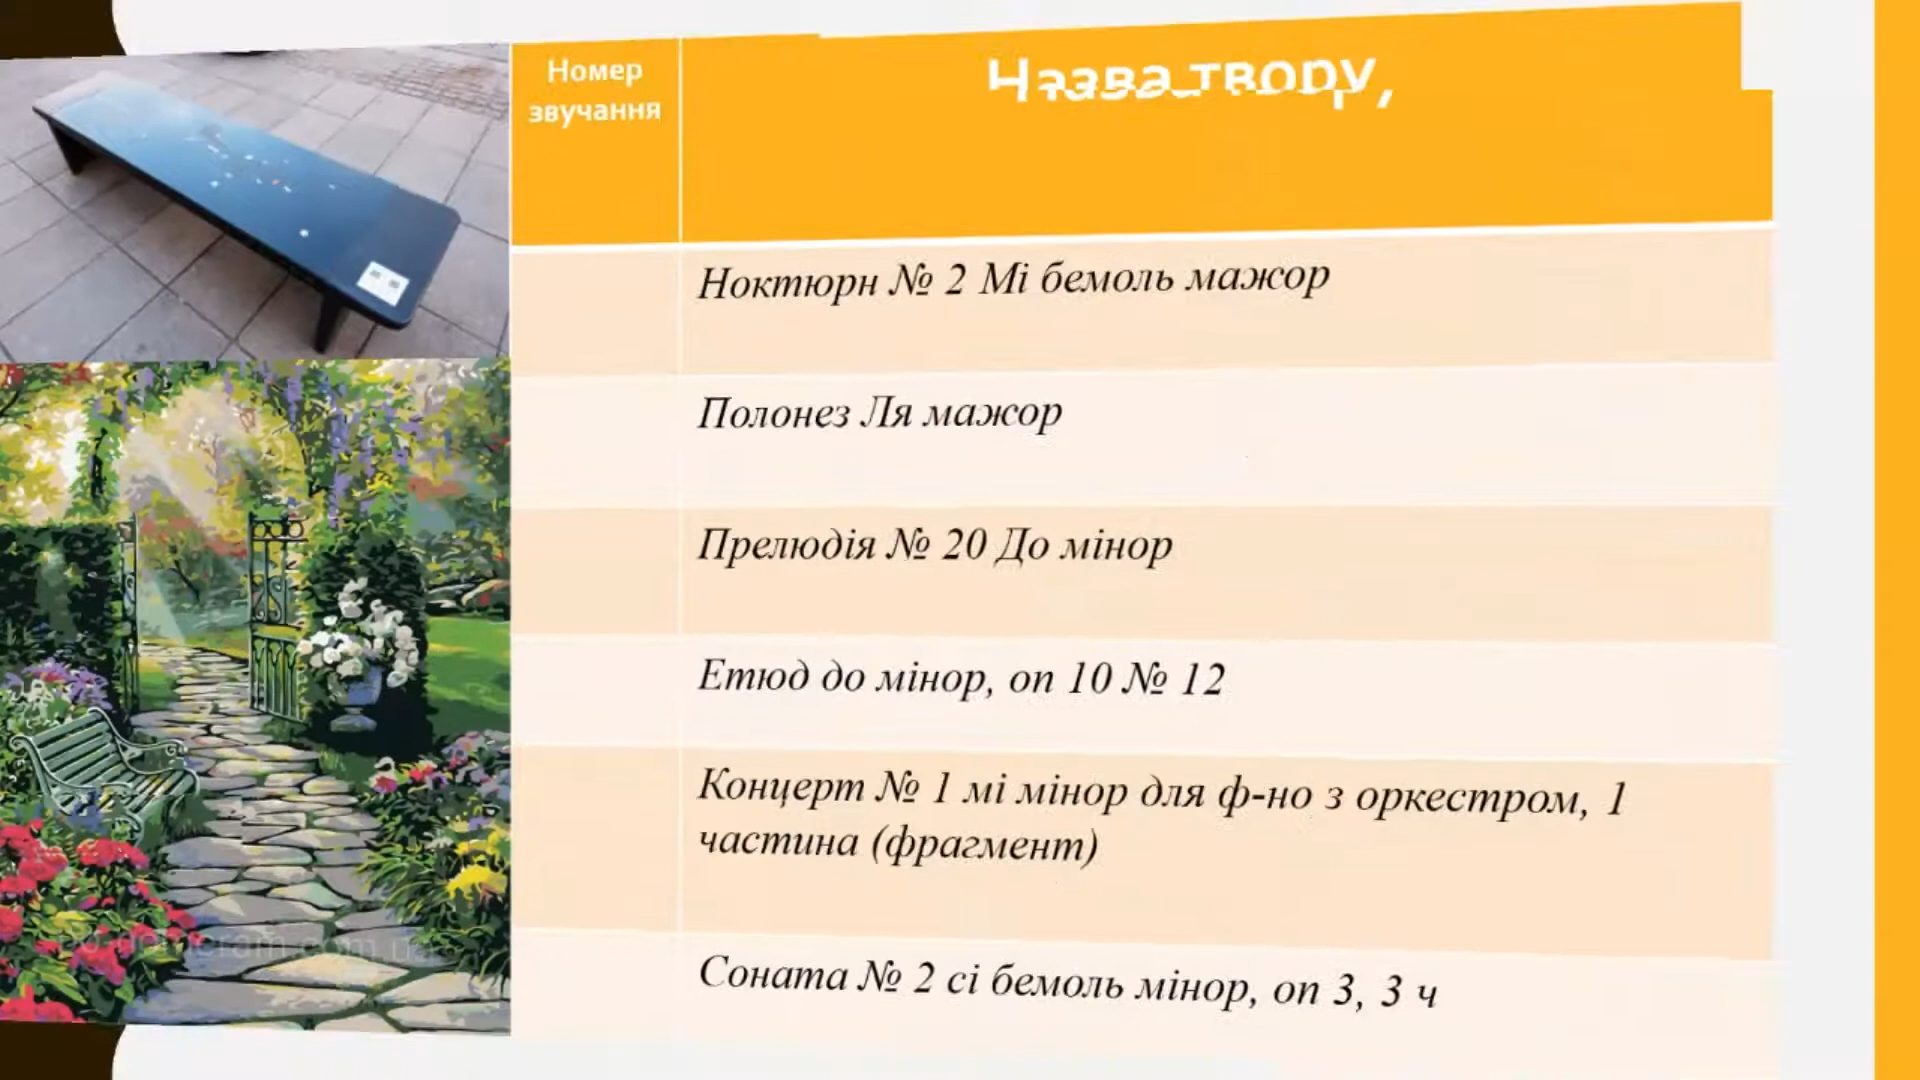 Номер
звучання
Назва твору,
Ноктюрн № 2 Мі бемоль мажор
Полонез Ля мажор
Прелюдія № 20 До мінор
Етюд до мінор, оп 10 № 12
Концерт № 1 мі мінор для ф-но з оркестром, 1
частина (фрагмент)
Соната № 2 сі бемоль мінор, оп 3, 3 ч